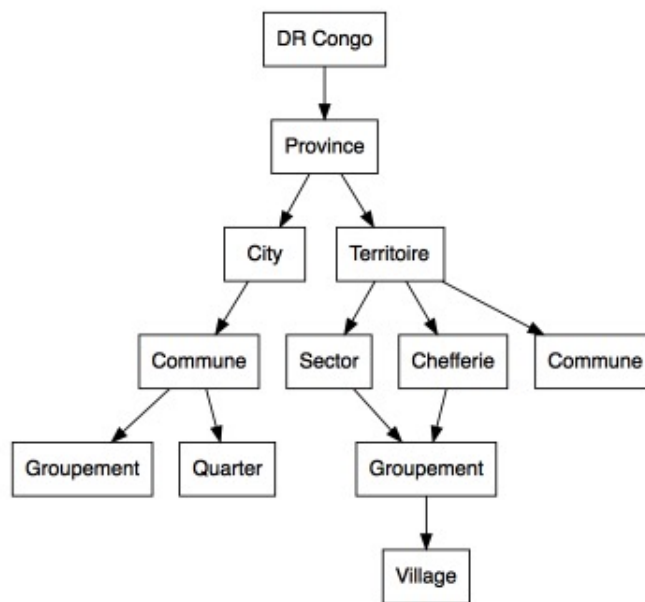 DR Congo
Province
City
Territoire
Commune
Sector
Chefferie
Commune
Groupement
Quarter
Groupement
Village